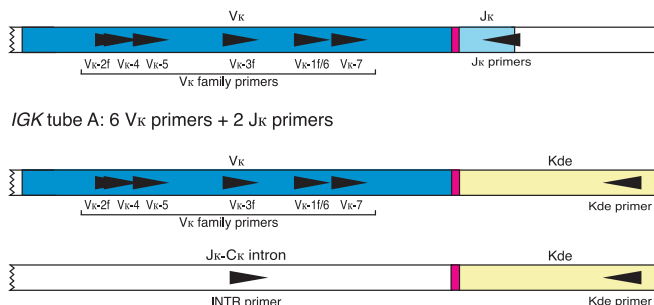 Vκ Jκ
Vκ-2f Vκ-4 Vκ-5 Vκ-3f Vκ-1f/6 Vκ-7 Jκ primers
Vκ family primers
IGK tube A: 6 Vκ primers + 2 Jκ primers
Vκ Kde
Vκ-2f Vκ-4 Vκ-5 Vκ-3f Vκ-1f/6 Vκ-7 Kde primer
Vκ family primers
Jκ-Cκ intron Kde
INTR primer Kde primer